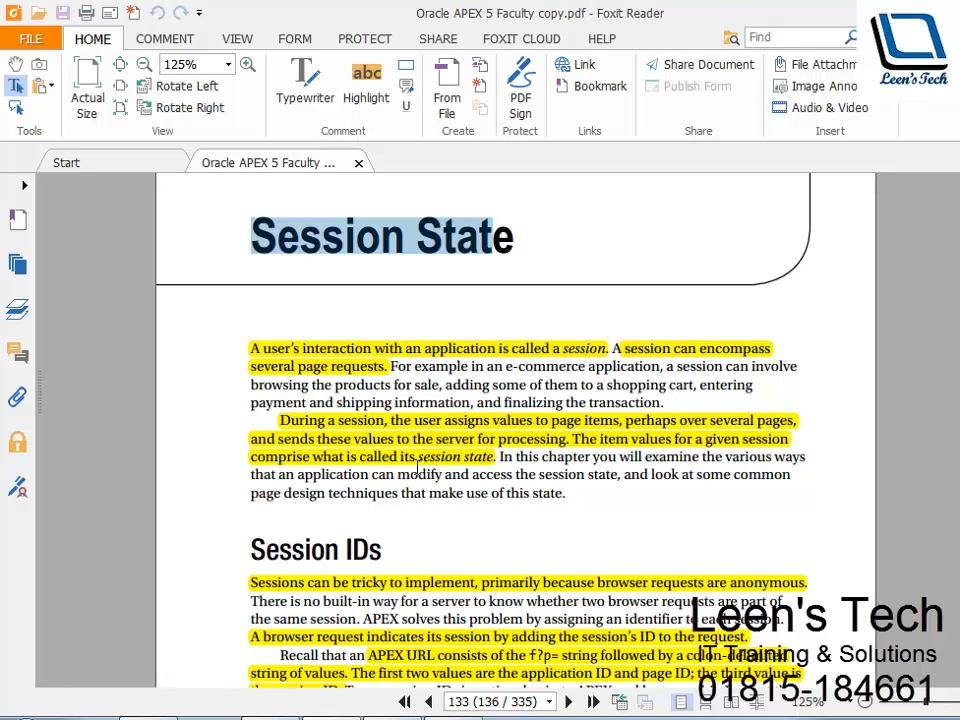 Oracle APEX 5 Faculty copy.pdf - Foxit Reader
FILE HOME COMMENT VIEW FORM PROTECT SHARE FOXIT CLOUD HELP Find
Leen'sTech
Actual Size
125%
Rotate Left
Rotate Right
Typewriter
abc
Highlight
U
From File
PDF Sign
Link
Bookmark
Share Document
Publish Form
File Attachm
Image Anno
Audio & Video
Tools View Comment Create Protect Links Share Insert
Start Oracle APEX 5 Faculty ...
Session State
A user's interaction with an application is called a session. A session can encompass
several page requests. For example in an e-commerce application, a session can involve
browsing the products for sale, adding some of them to a shopping cart, entering
payment and shipping information, and finalizing the transaction.
During a session, the user assigns values to page items, perhaps over several pages,
and sends these values to the server for processing. The item values for a given session
comprise what is called its session state. In this chapter you will examine the various ways
that an application can modify and access the session state, and look at some common
page design techniques that make use of this state.
Session IDs
Sessions can be tricky to implement, primarily because browser requests are anonymous.
There is no built-in way for a server to know whether two browser requests are part of
the same session. APEX solves this problem by assigning an identifier to each session.
A browser request indicates its session by adding the session's ID to the request.
Recall that an APEX URL consists of the f?p= string followed by a colon-delimited
string of values. The first two values are the application ID and page ID; the third value is
Leen's Tech
IT Training & Solutions
01815-184661
133 (136 / 335)
125%